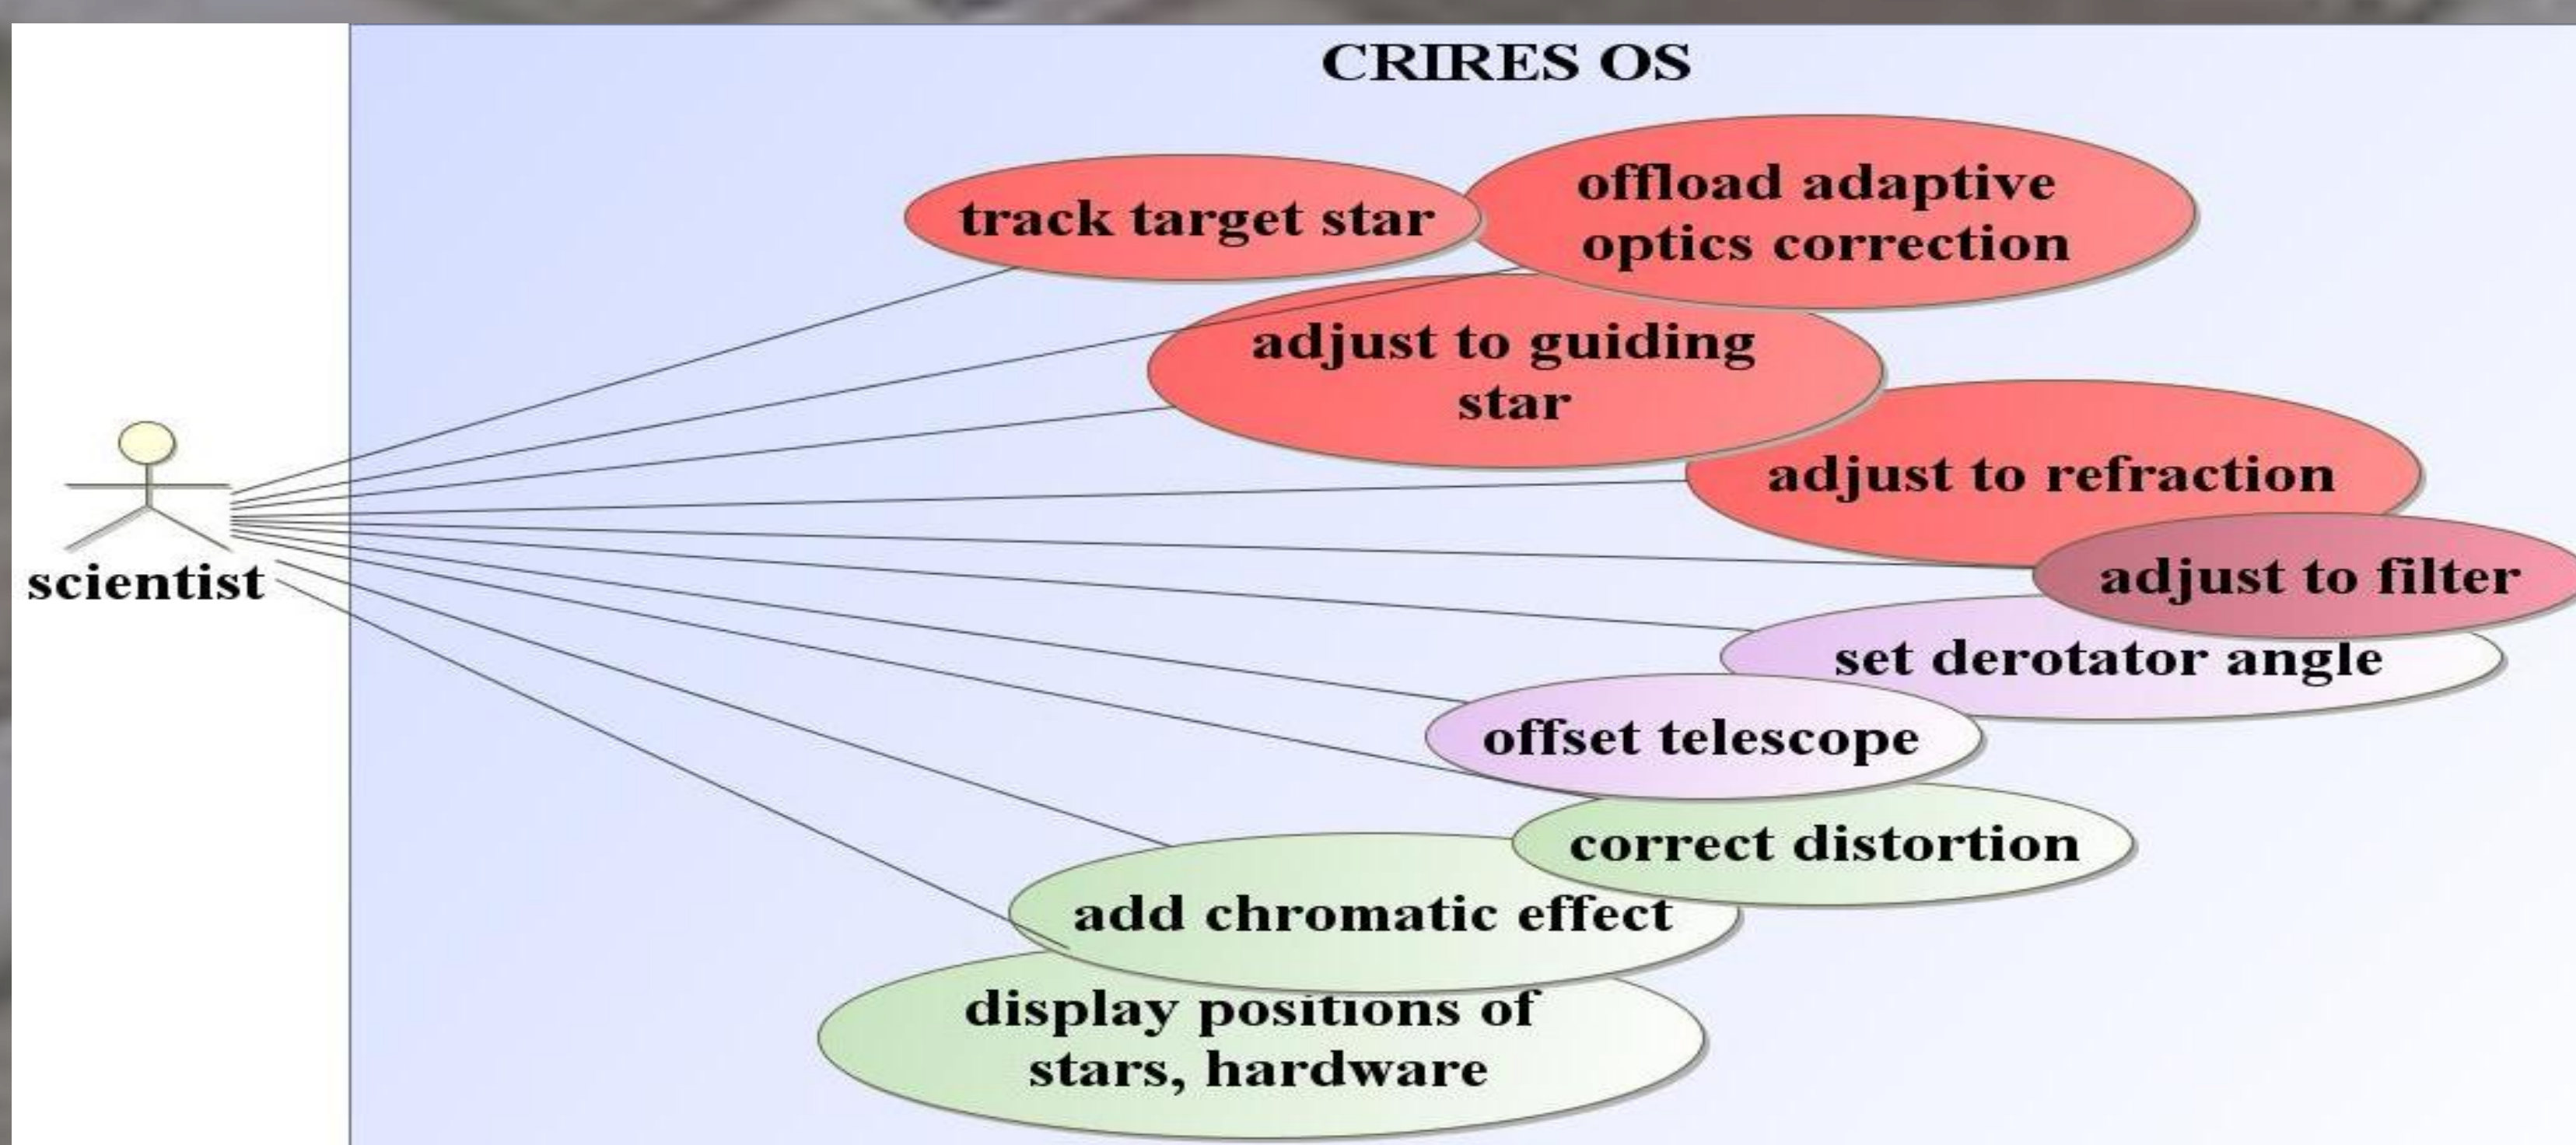 CRIRES OS
track target star
offload adaptive
optics correction
adjust to guiding
star
adjust to refraction
adjust to filter
scientist
set derotator angle
offset telescope
correct distortion
add chromatic effect
display positions of
stars, hardware